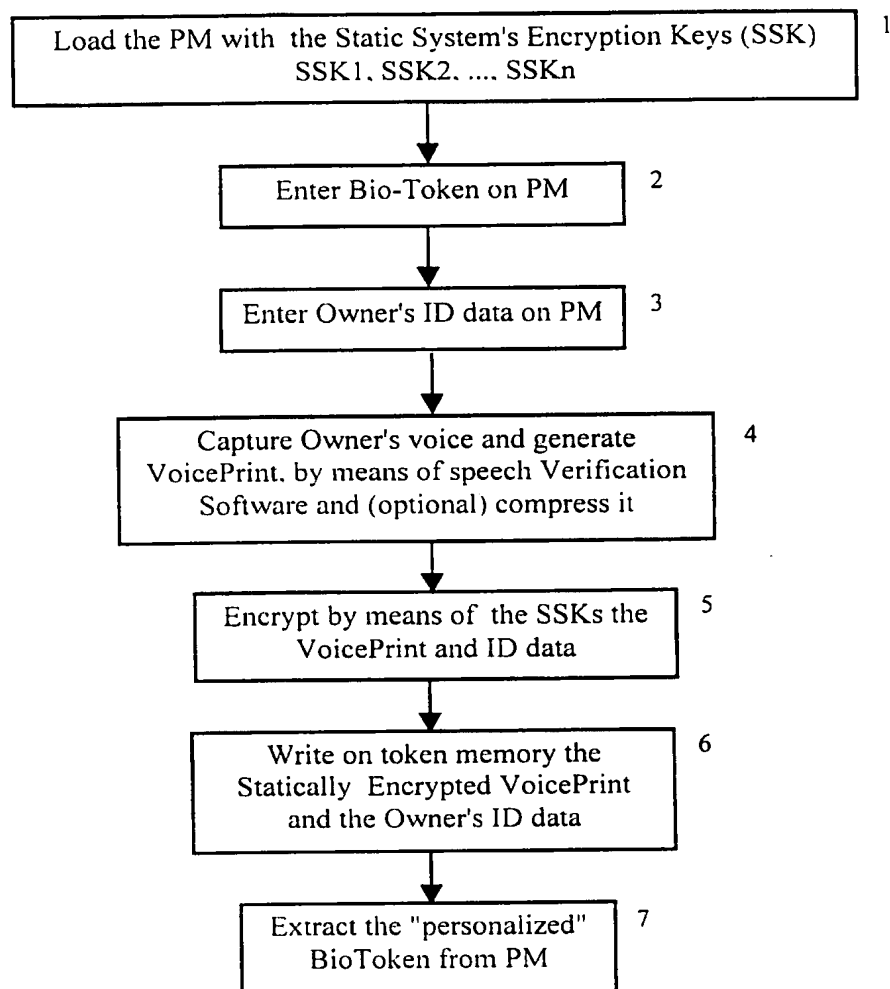 Load the PM with the Static System's Encryption Keys (SSK) 1
SSK1, SSK2, ..., SSKn
Enter Bio-Token on PM 2
Enter Owner's ID data on PM 3
Capture Owner's voice and generate 4
VoicePrint, by means of speech Verification
Software and (optional) compress it
Encrypt by means of the SSKs the 5
VoicePrint and ID data
Write on token memory the 6
Statically Encrypted VoicePrint
and the Owner's ID data
Extract the "personalized" 7
BioToken from PM